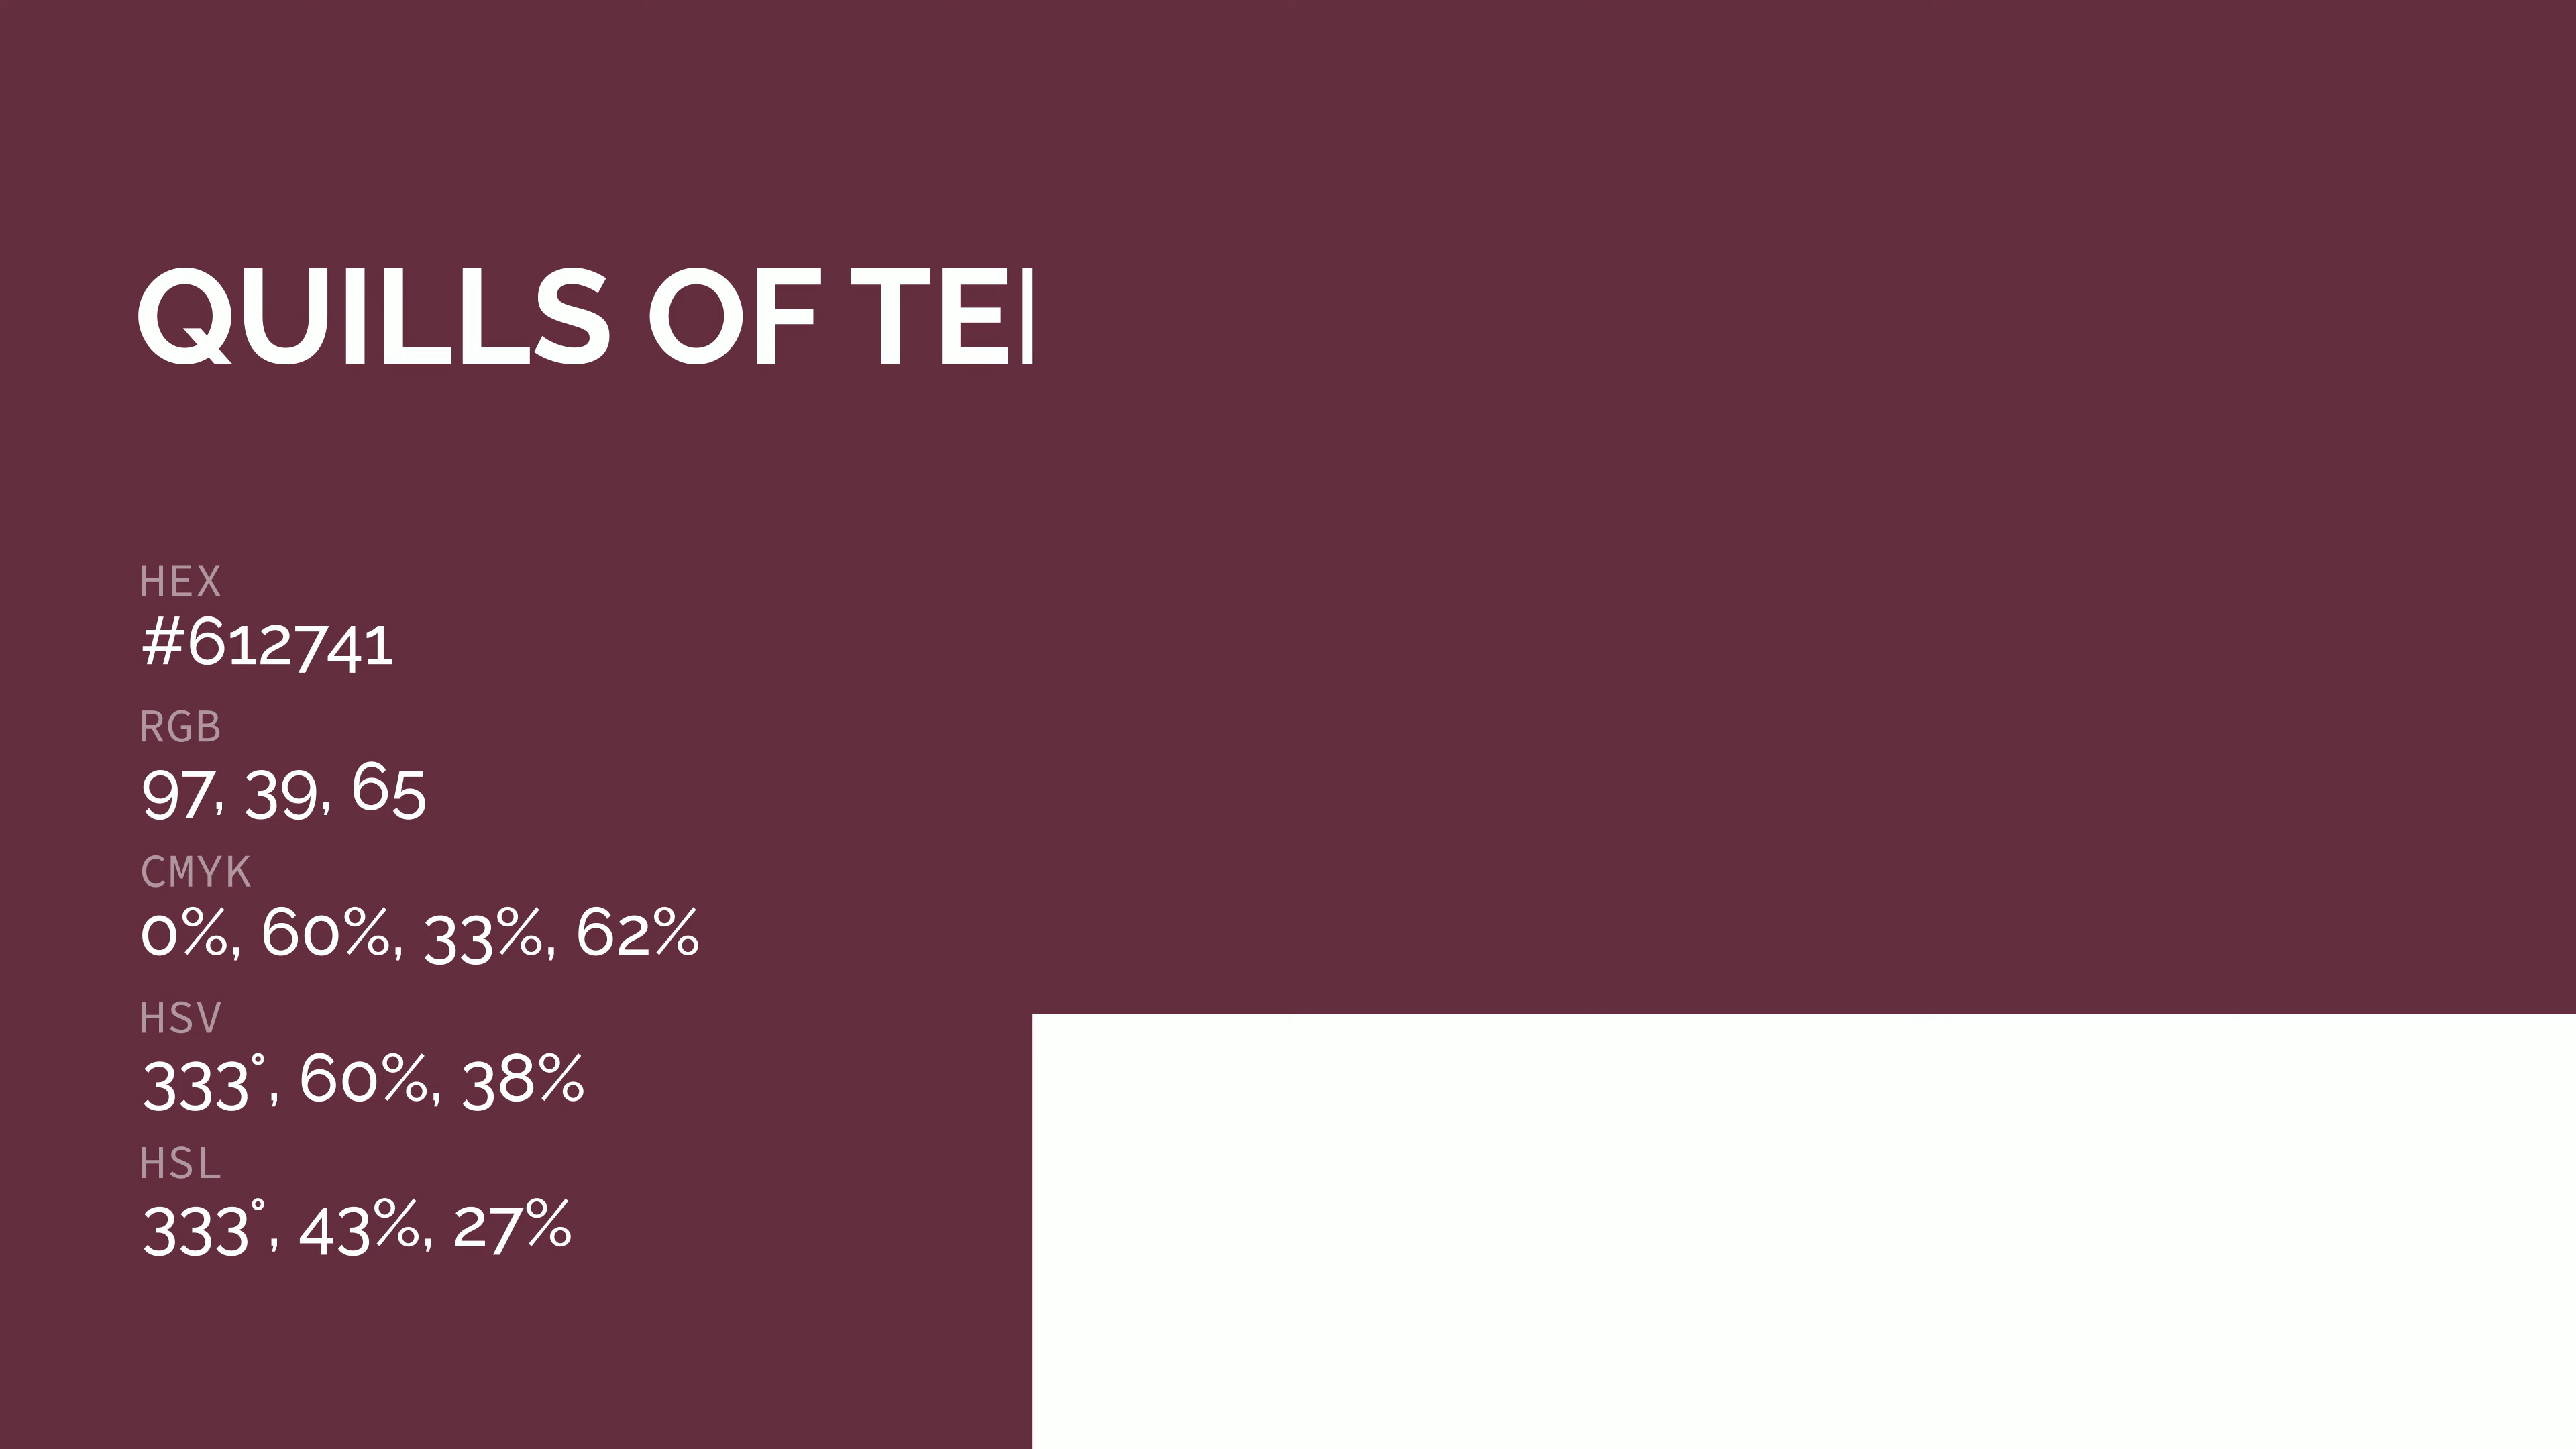 QUILLS OF
HEX
#612741
RGB
97, 39, 65
CMYK
0%, 60%, 33%, 62%
HSV
333°, 60%, 38%
HSL
333°, 43%, 27%